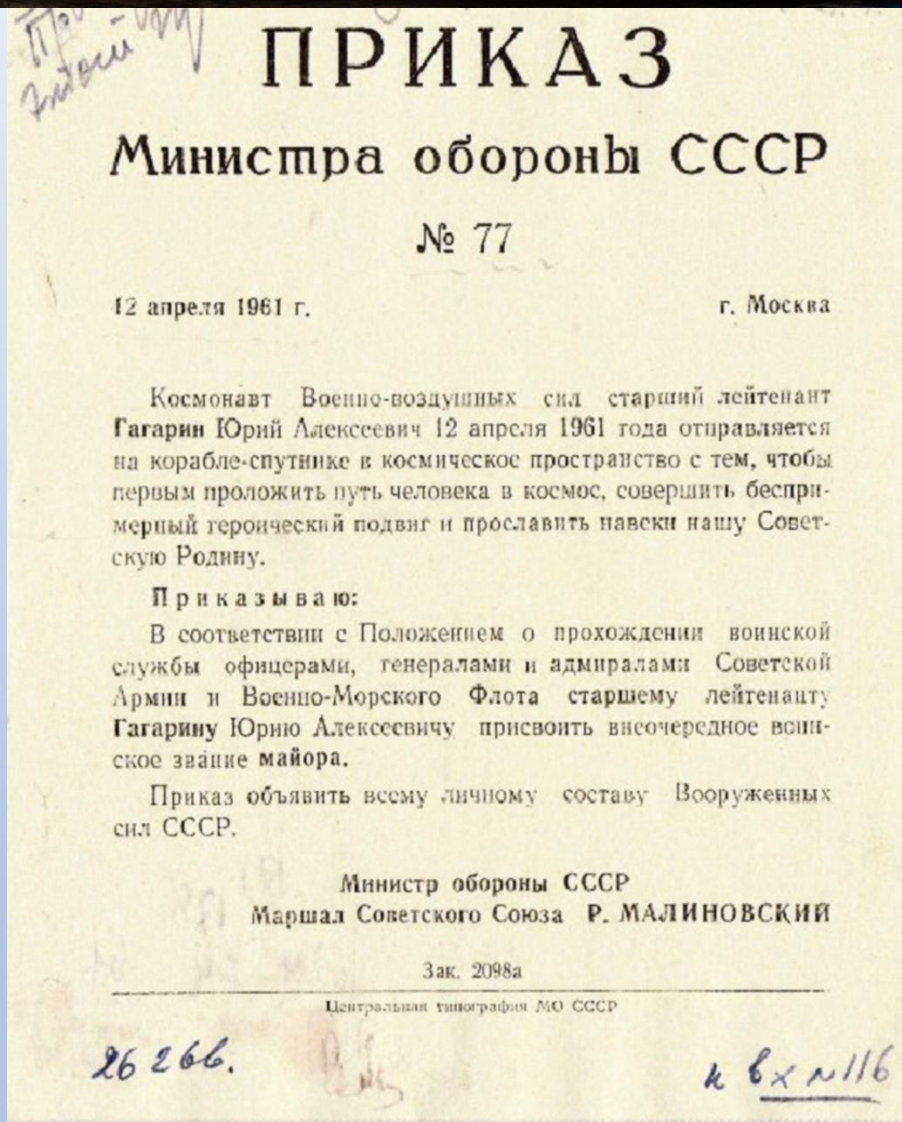 ПРИКАЗ
Министра обороны СССР
№ 77
12 апреля 1961 г. г. Москва
Космонавт Военно-воздушных сил старший лейтенант
Гагарин Юрий Алексеевич 12 апреля 1961 года отправляется
на корабле-спутнике в космическое пространство с тем, чтобы
первым проложить путь человека в космос, совершить беспри-
мерный героический подвиг и прославить навеки нашу Совет-
скую Родину.
Приказываю:
В соответствии с Положением о прохождении воинской
службы офицерами, генералами и адмиралами Советской
Армии и Военно-Морского Флота старшему лейтенанту
Гагарину Юрию Алексеевичу присвоить внеочередное воин-
ское звание майора.
Приказ объявить всему личному составу Вооруженных
сил СССР.
Министр обороны СССР
Маршал Советского Союза Р. МАЛИНОВСКИЙ
Зак. 2098а
Центральная типография МО СССР
26 266. к вх №116